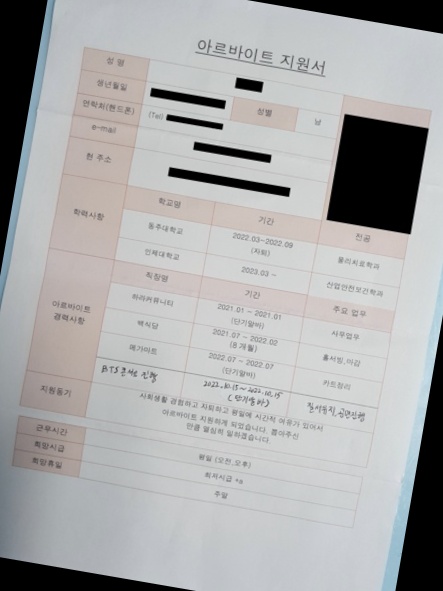 아르바이트 지원서
성 명
생년월일 성별 남
연락처(핸드폰) (Tel)
e-mail
현 주소
학력사항 학교명 기간 전공
동주대학교 2022.03~2022.09 (자퇴) 물리치료학과
인제대학교 2023.03 ~ 산업안전보건학과
아르바이트 경력사항 직장명 기간 주요 업무
하라커뮤니티 2021.01 ~ 2021.01 (단기알바) 사무업무
백식당 2021.07 ~ 2022.02 (8 개월) 홀서빙,마감
메가마트 2022.07 ~ 2022.07 (단기알바) 카트정리
BTS 콘서트 진행 2022.10.15 ~ 2022.10.15 (단기알바) 질서유지, 공연진행
지원동기 사회생활 경험하고 자퇴하고 평일에 시간적 여유가 있어서
아르바이트 지원하게 되었습니다. 뽑아주신
만큼 열심히 일하겠습니다.
근무시간 평일 (오전,오후)
희망시급 최저시급 +a
희망휴일 주말